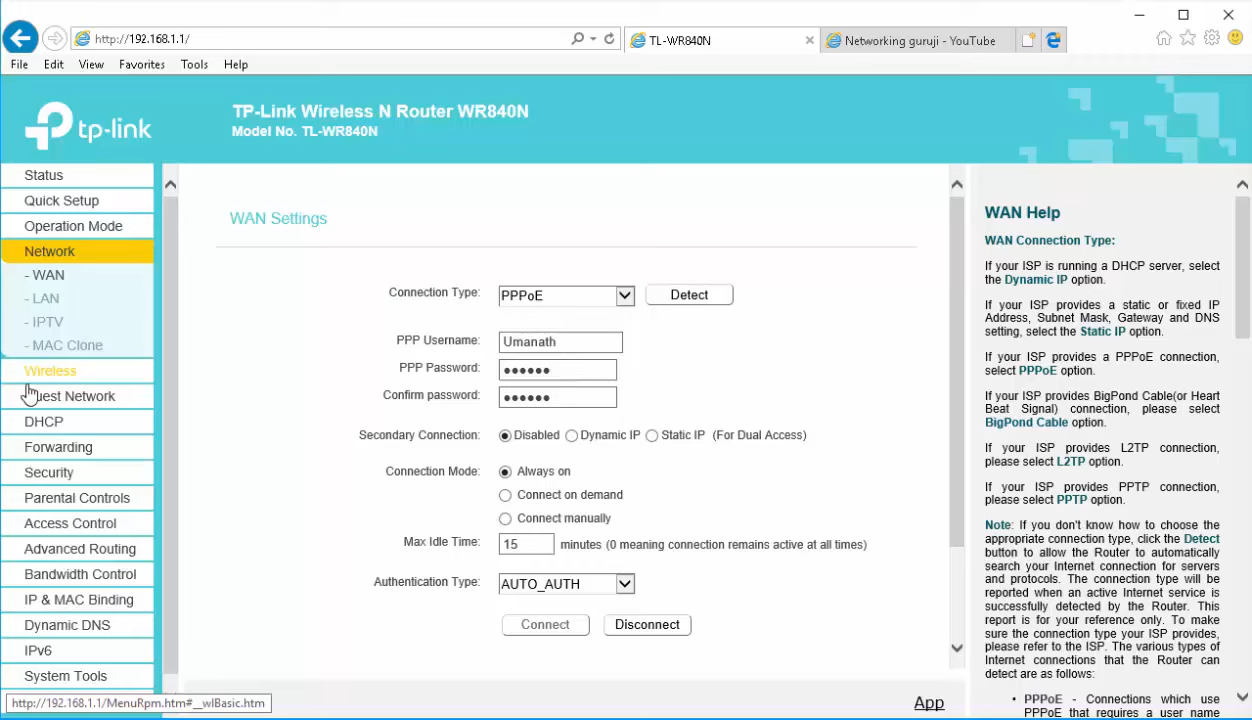 http://192.168.1.1/
TL-WR840N
Networking guruji - YouTube
File Edit View Favorites Tools Help
tp-link
TP-Link Wireless N Router WR840N
Model No. TL-WR840N
Status
Quick Setup
Operation Mode
Network
- WAN
- LAN
- IPTV
- MAC Clone
Wireless
uest Network
DHCP
Forwarding
Security
Parental Controls
Access Control
Advanced Routing
Bandwidth Control
IP & MAC Binding
Dynamic DNS
IPv6
System Tools
http://192.168.1.1/MenuRpm.htm#__wlBasic.htm
WAN Settings
Connection Type: PPPoE Detect
PPP Username: Umanath
PPP Password: ••••••
Confirm password: ••••••
Secondary Connection: Disabled Dynamic IP Static IP (For Dual Access)
Connection Mode: Always on
Connect on demand
Connect manually
Max Idle Time: 15 minutes (0 meaning connection remains active at all times)
Authentication Type: AUTO_AUTH
Connect Disconnect
App
WAN Help
WAN Connection Type:
If your ISP is running a DHCP server, select
the Dynamic IP option.
If your ISP provides a static or fixed IP
Address, Subnet Mask, Gateway and DNS
setting, select the Static IP option.
If your ISP provides a PPPoE connection,
select PPPoE option.
If your ISP provides BigPond Cable(or Heart
Beat Signal) connection, please select
BigPond Cable option.
If your ISP provides L2TP connection,
please select L2TP option.
If your ISP provides PPTP connection,
please select PPTP option.
Note: If you don't know how to choose the
appropriate connection type, click the Detect
button to allow the Router to automatically
search your Internet connection for servers
and protocols. The connection type will be
reported when an active Internet service is
successfully detected by the Router. This
report is for your reference only. To make
sure the connection type your ISP provides,
please refer to the ISP. The various types of
Internet connections that the Router can
detect are as follows:
• PPPoE - Connections which use
PPPoE that requires a user name